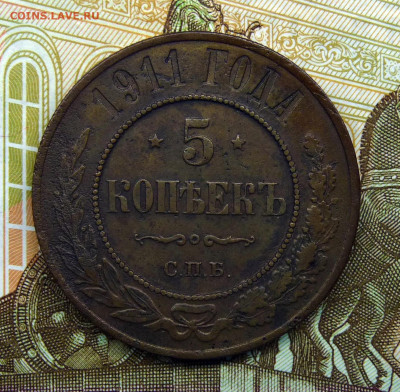 COINS.LAVE.RU
1911 ГОДА
5
КОПѢЕКЪ
С.П.Б.